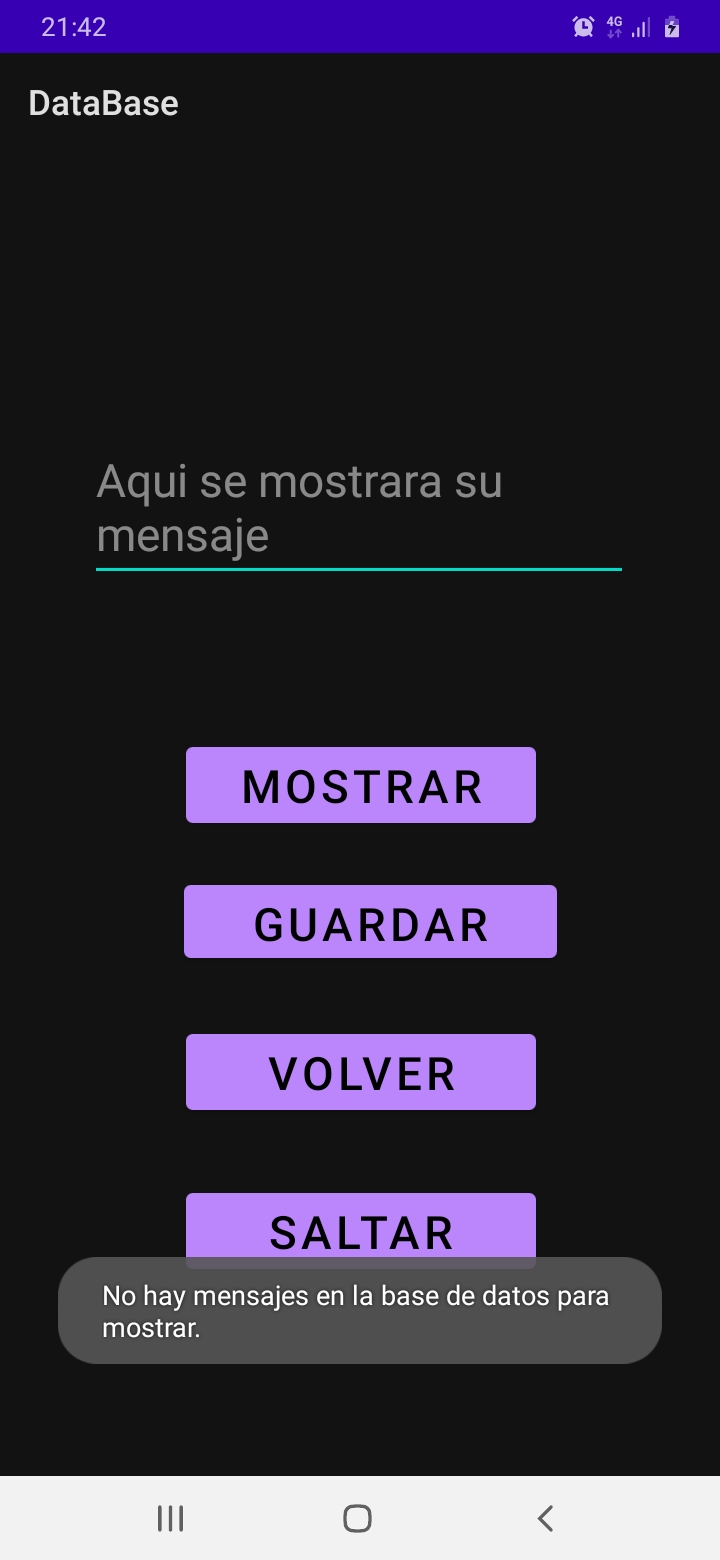 21:42
4G
DataBase
Aqui se mostrara su
mensaje
MOSTRAR
GUARDAR
VOLVER
SALTAR
No hay mensajes en la base de datos para
mostrar.